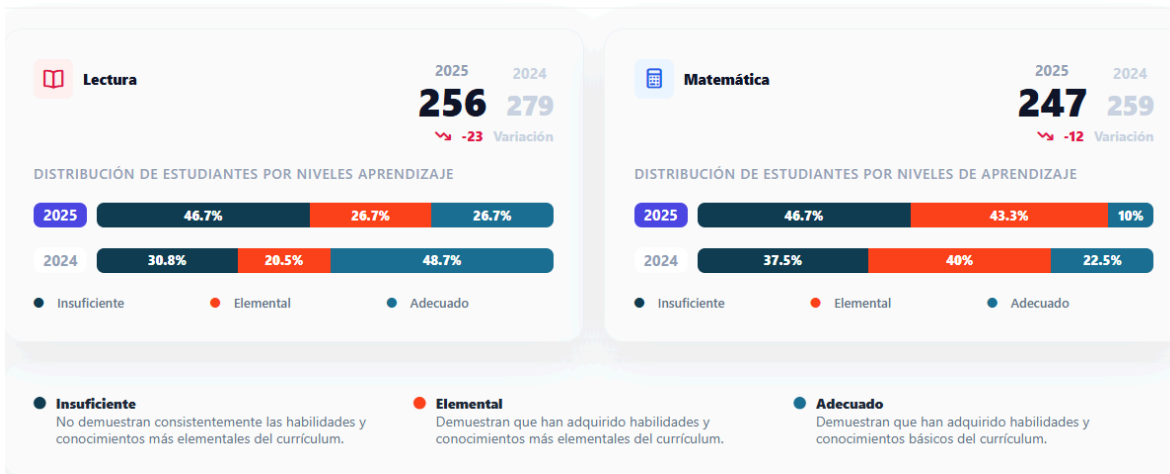 Lectura
2025 2024
256 279
-23 Variación
DISTRIBUCIÓN DE ESTUDIANTES POR NIVELES APRENDIZAJE
2025 46.7% 26.7% 26.7%
2024 30.8% 20.5% 48.7%
Insuficiente Elemental Adecuado
Matemática
2025 2024
247 259
-12 Variación
DISTRIBUCIÓN DE ESTUDIANTES POR NIVELES DE APRENDIZAJE
2025 46.7% 43.3% 10%
2024 37.5% 40% 22.5%
Insuficiente Elemental Adecuado
Insuficiente
No demuestran consistentemente las habilidades y
conocimientos más elementales del currículum.
Elemental
Demuestran que han adquirido habilidades y
conocimientos más elementales del currículum.
Adecuado
Demuestran que han adquirido habilidades y
conocimientos básicos del currículum.